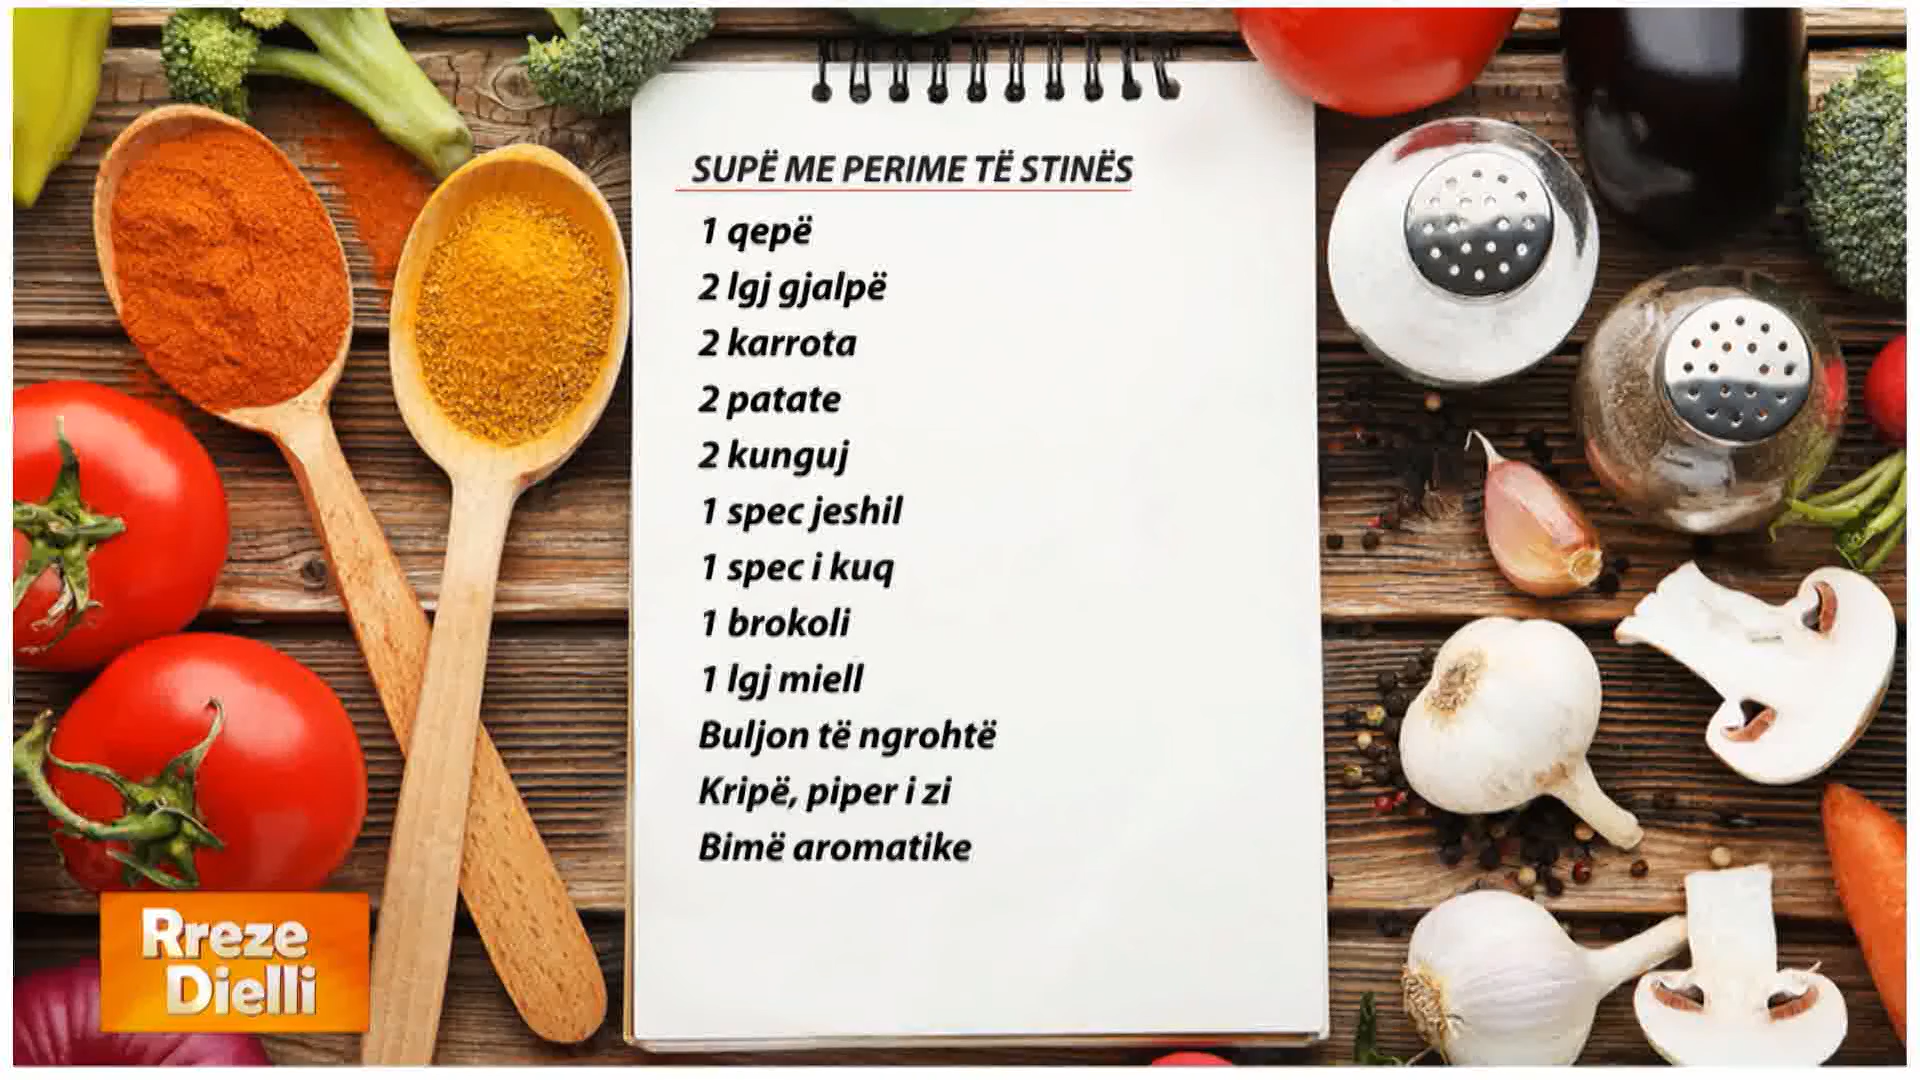 SUPË ME PERIME TË STINËS
1 qepë
2 lgj gjalpë
2 karrota
2 patate
2 kunguj
1 spec jeshil
1 spec i kuq
1 brokoli
1 lgj miell
Buljon të ngrohtë
Kripë, piper i zi
Bimë aromatike
Rreze
Dielli